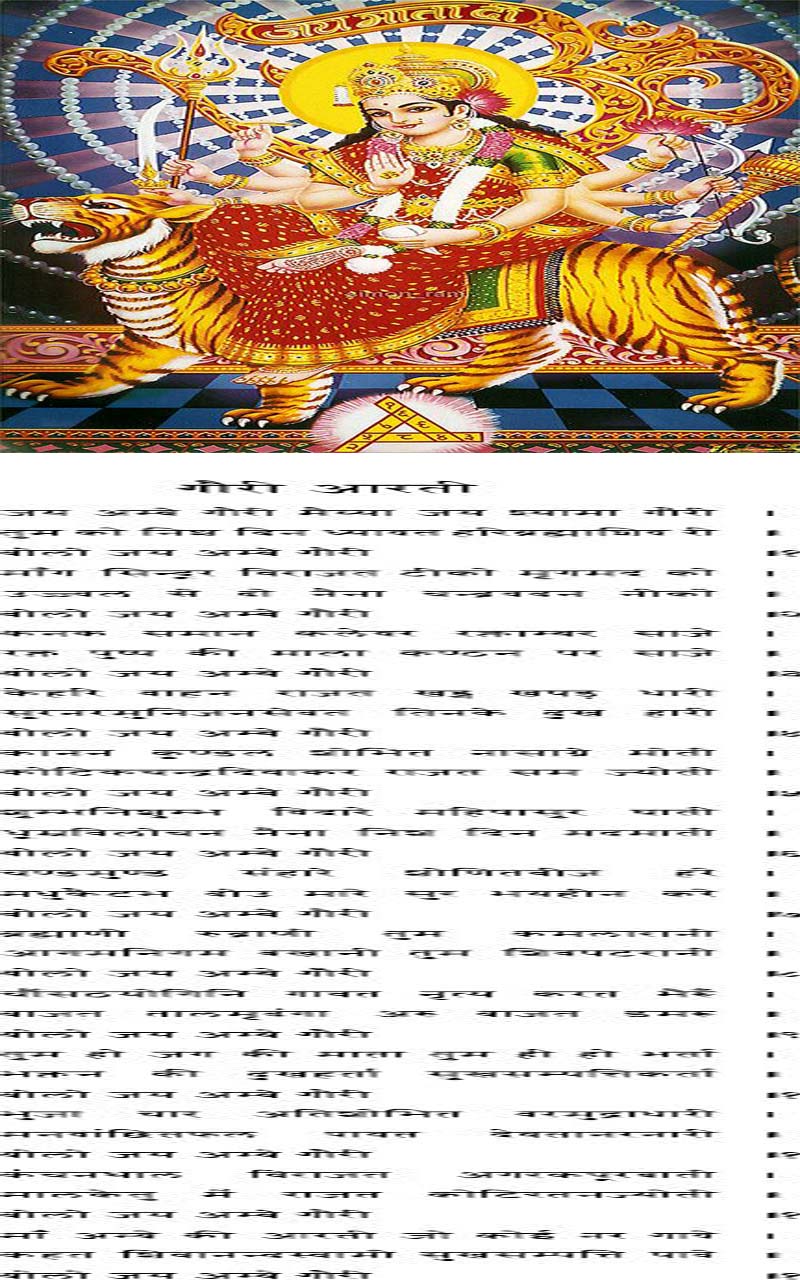 जय माता दी
गौरी आरती
जय अम्बे गौरी मैय्या जय श्यामा गौरी ।
तुम को निश दिन ध्यावत हरिब्रह्माशिव री
बोलो जय अम्बे गौरी
माँग सिन्दूर विराजत टीको मृगमद को ।
उज्ज्वल से दो नैना चन्द्रवदन नीको
बोलो जय अम्बे गौरी
कनक समान कलेवर रक्ताम्बर साजे ।
रक्त पुष्प की माला कण्ठन पर साजे
बोलो जय अम्बे गौरी
केहरि वाहन राजत खड्ग खपड़ धारी ।
सुरनरमुनिजनसेवत तिनके दुख हारी
बोलो जय अम्बे गौरी
कानन कुण्डल शोभित नासाग्रे मोती ।
कोटिकचन्द्रदिवाकर राजत सम ज्योती
बोलो जय अम्बे गौरी
शुम्भनिशुम्भ विदारे महिषासुर घाती ।
धूम्रविलोचन नैना निश दिन मदमाती
बोलो जय अम्बे गौरी
चण्डमुण्ड संहारे शोणितबीज हरे ।
मधुकैटभ दोउ मारे सुर भयहीन करे
बोलो जय अम्बे गौरी
ब्रह्माणी रुद्राणी तुम कमलारानी ।
आगमनिगम बखानी तुम शिवपटरानी
बोलो जय अम्बे गौरी
चौंसठयोगिनि गावत नृत्य करत भैरों ।
बाजत तालमृदंगा अरु बाजत डमरू
बोलो जय अम्बे गौरी
तुम ही जग की माता तुम ही हो भर्ता ।
भक्तन की दुखहर्ता सुखसम्पत्तिकर्ता
बोलो जय अम्बे गौरी
भुजा चार अतिशोभित वरमुद्राधारी ।
मनवांछितफल पावत देवतानरनारी
बोलो जय अम्बे गौरी
कंचनथाल विराजत अगरकपूरबाती ।
मालकेतु में राजत कोटिरतनज्योती
बोलो जय अम्बे गौरी
माँ अम्बे की आरती जो कोई नर गावे ।
कहत शिवानन्दस्वामी सुखसम्पत्ति पावे
बोलो जय अम्बे गौरी